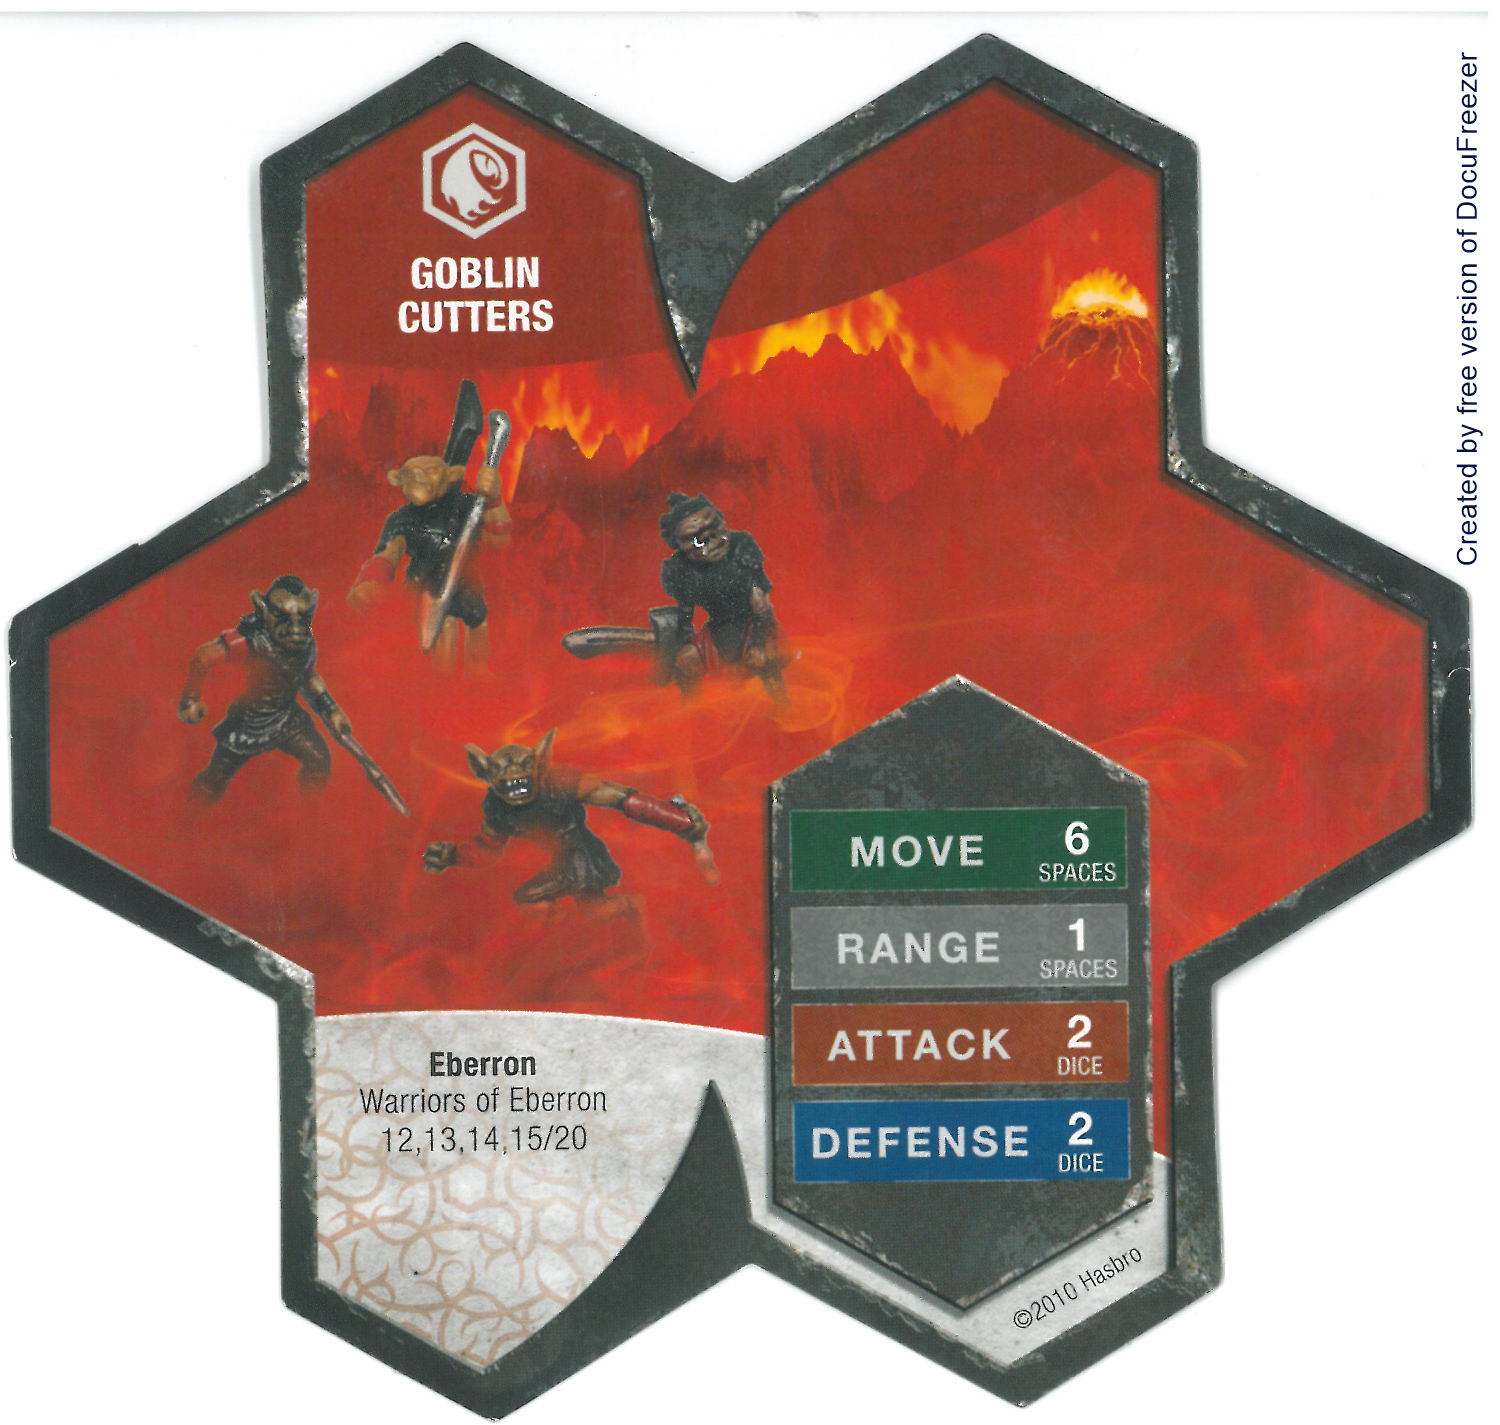 GOBLIN
CUTTERS
MOVE 6
SPACES
RANGE 1
SPACES
ATTACK 2
DICE
DEFENSE 2
DICE
Eberron
Warriors of Eberron
12,13,14,15/20
©2010 Hasbro
Created by free version of DocuFreezer